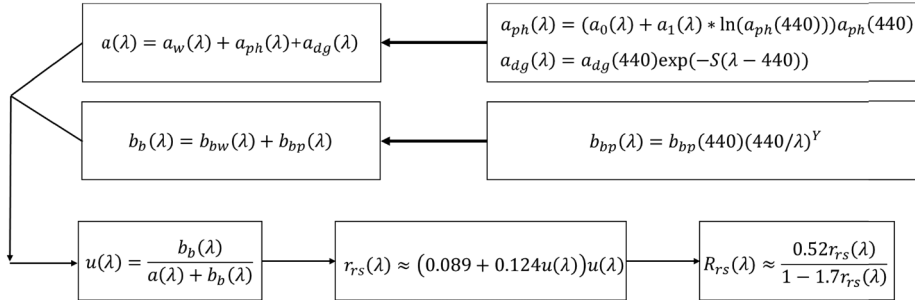 a(λ) = a_w(λ) + a_ph(λ)+a_dg(λ)
a_ph(λ) = (a_0(λ) + a_1(λ) * ln(a_ph(440)))a_ph(440)
a_dg(λ) = a_dg(440)exp(−S(λ − 440))
b_b(λ) = b_bw(λ) + b_bp(λ)
b_bp(λ) = b_bp(440)(440/λ)^Y
u(λ) = b_b(λ) / (a(λ) + b_b(λ))
r_rs(λ) ≈ (0.089 + 0.124u(λ))u(λ)
R_rs(λ) ≈ 0.52r_rs(λ) / (1 − 1.7r_rs(λ))